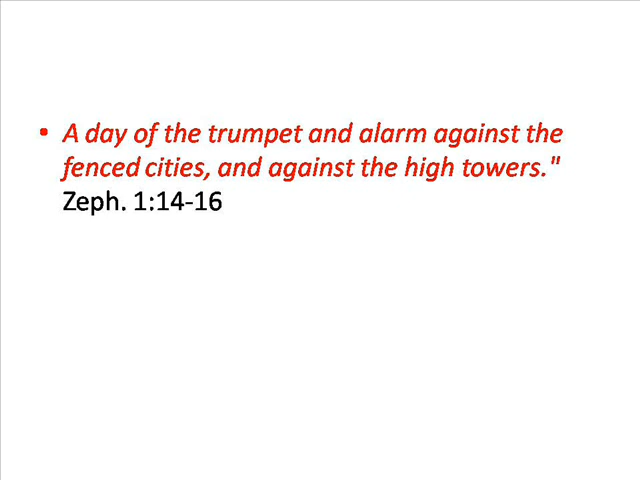 • A day of the trumpet and alarm against the
fenced cities, and against the high towers."
Zeph. 1:14-16